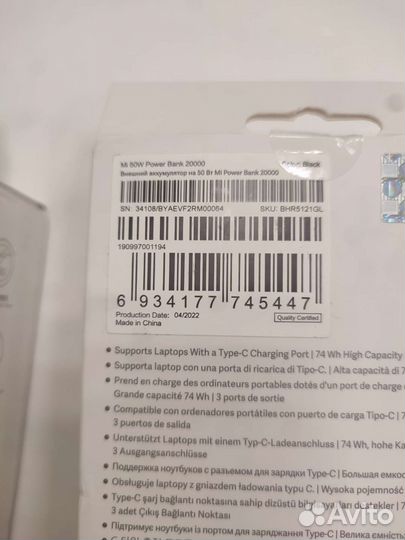 Mi 50W Power Bank 20000 Color: Black
Внешний аккумулятор на 50 Вт Mi Power Bank 20000
SN: 34108/BYAEVF2RM00064 SKU: BHR5121GL
190997001194
6 934177 745447
Production Date: 04/2022
Made in China
Quality Certified
• Supports Laptops With a Type-C Charging Port | 74 Wh High Capacity
• Supporta laptop con una porta di ricarica di Tipo-C. | Alta capacità di 7
• Prend en charge des ordinateurs portables dotés d'un port de charge
Grande capacité 74 Wh | 3 ports de sortie
• Compatible con ordenadores portátiles con puerto de carga Tipo-C | 7
3 puertos de salida
• Unterstützt Laptops mit einem Typ-C-Ladeanschluss | 74 Wh, hohe Ka
3 Ausgangsanschlüsse
• Поддержка ноутбуков с разъемом для зарядки Type-C | Большая емкос
• Obsługuje laptopy z gniazdem ładowania typu C. | Wysoka pojemność
• Type-C şarj bağlantı noktasına sahip dizüstü bilgisayarları destekler |
3 adet Çıkış Bağlantı Noktası
• Підтримує ноутбуки із портом для заряджання Type-C | Велика ємність
Avito